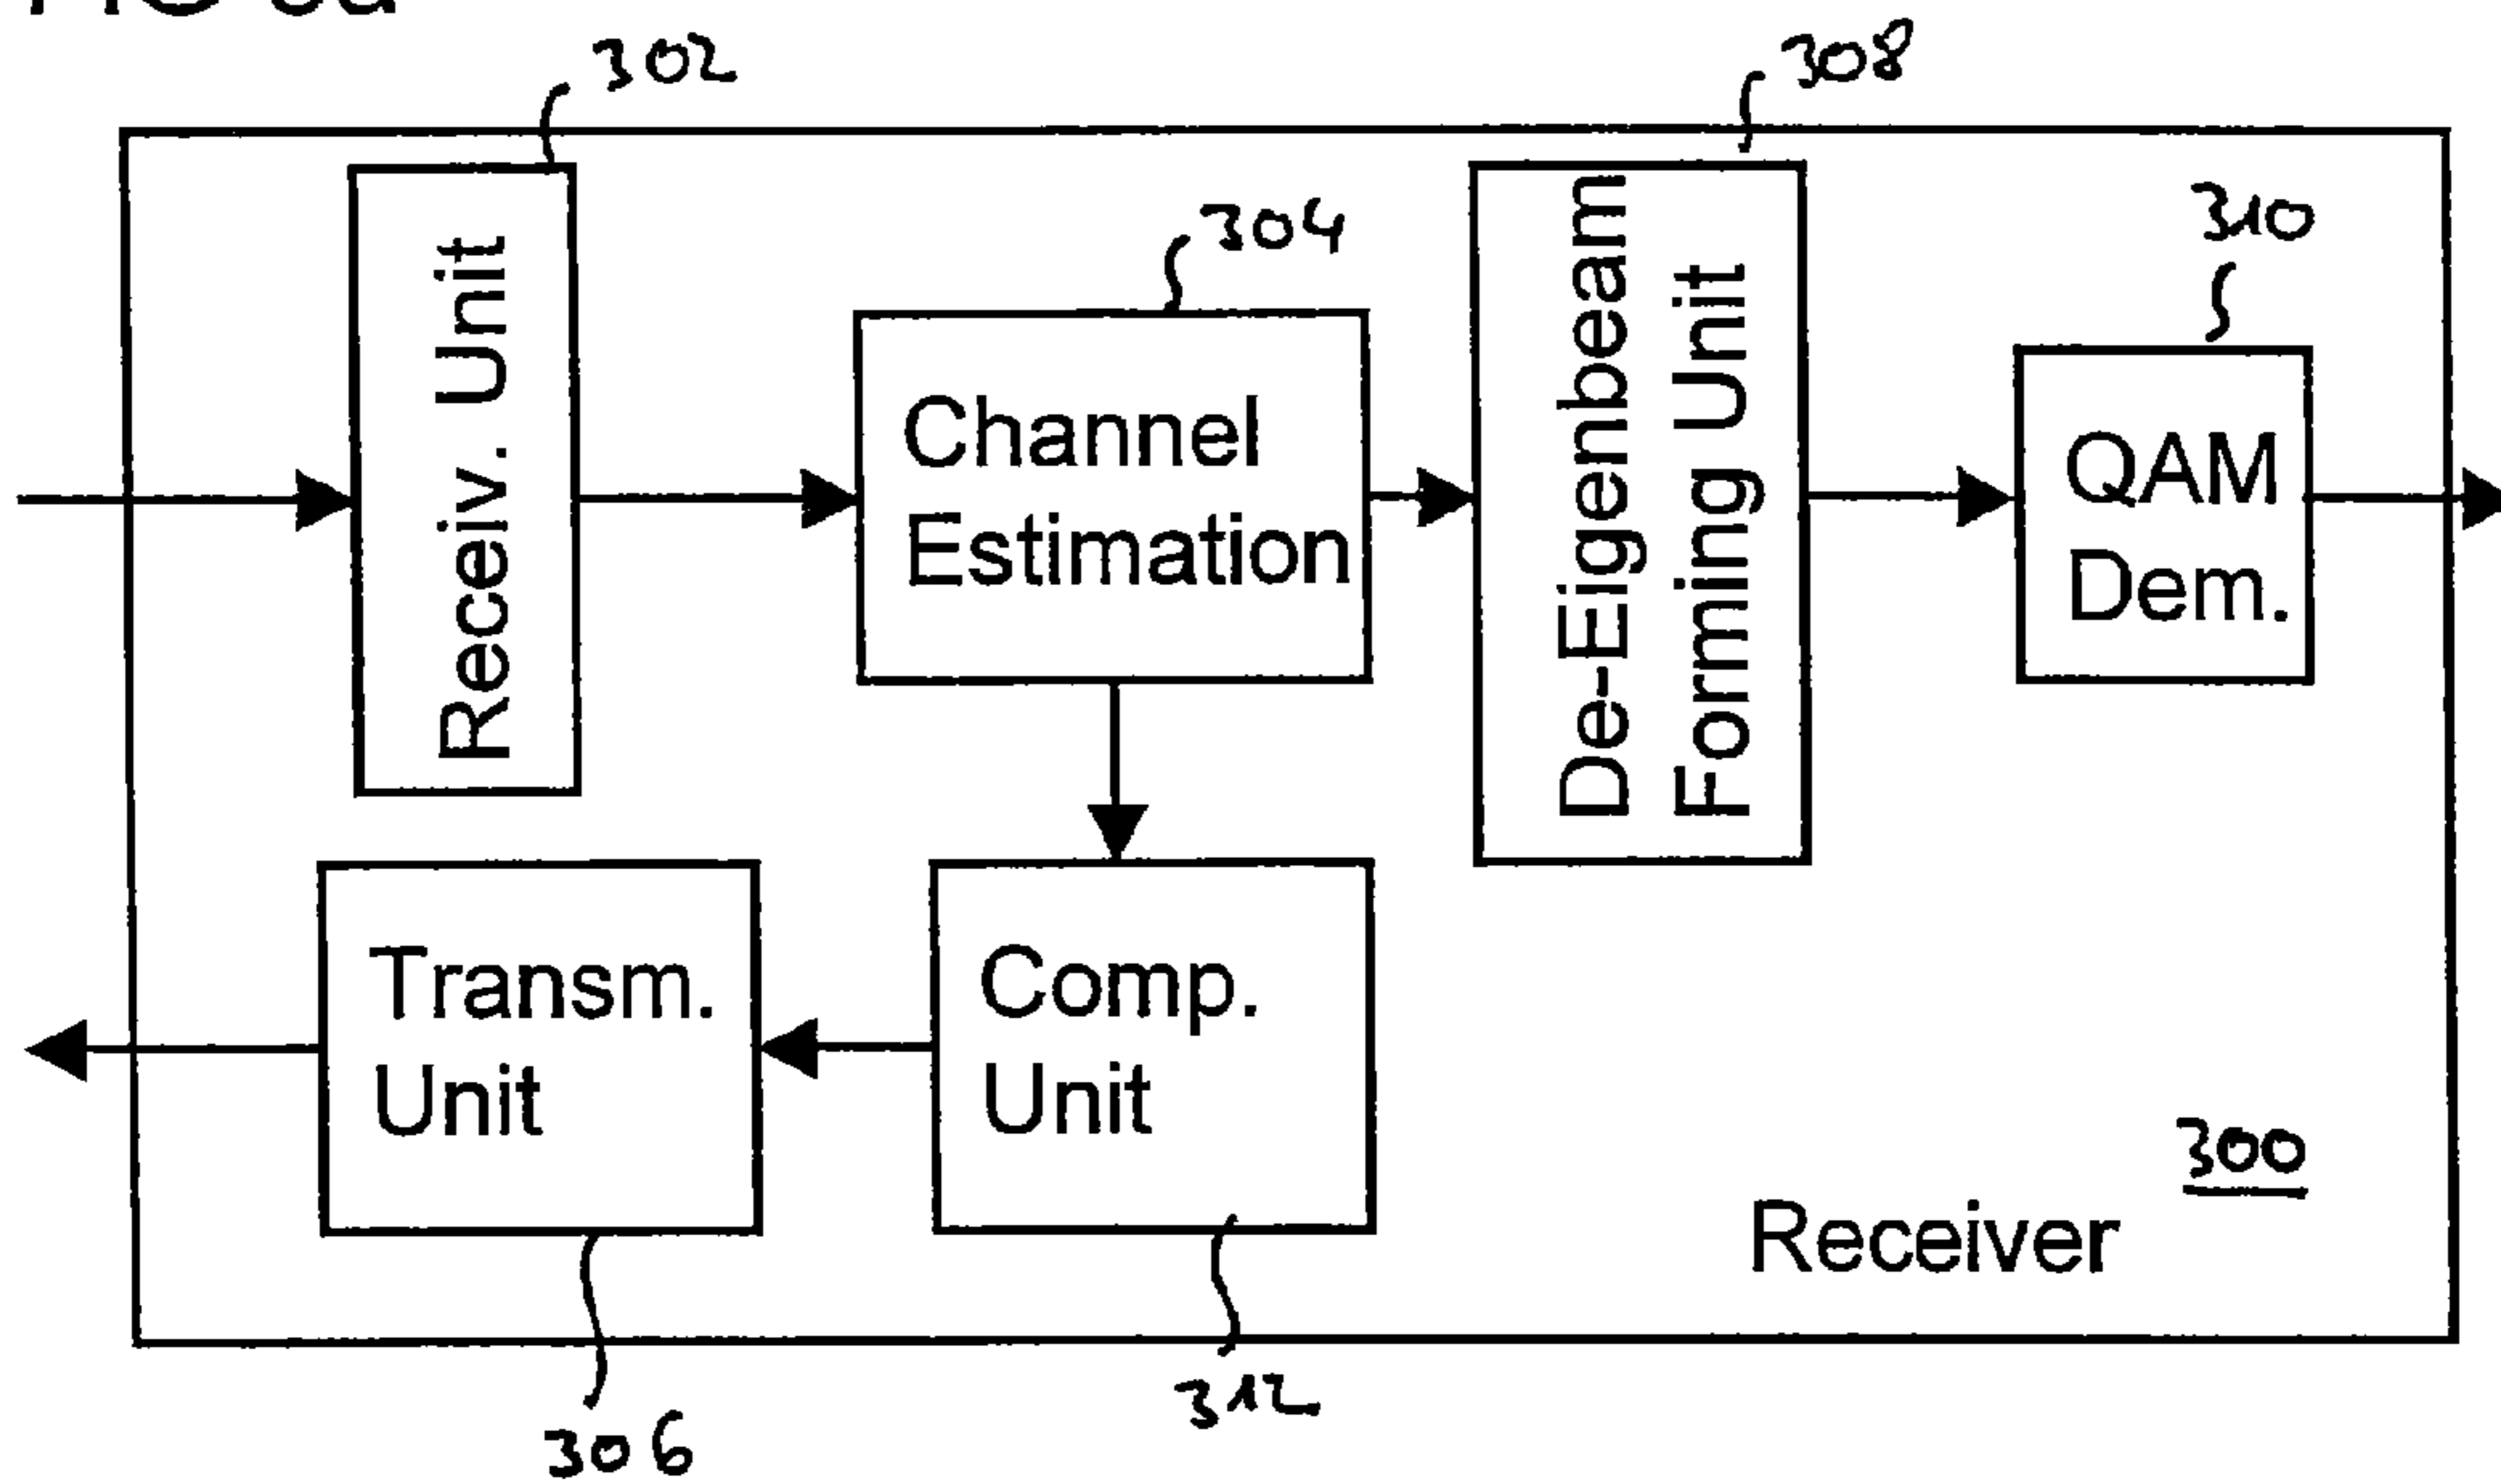 302
308
304
310
Receiv. Unit
Channel
Estimation
De-Eigenbeam
Forming Unit
QAM
Dem.
Transm.
Unit
Comp.
Unit
300
Receiver
306
312